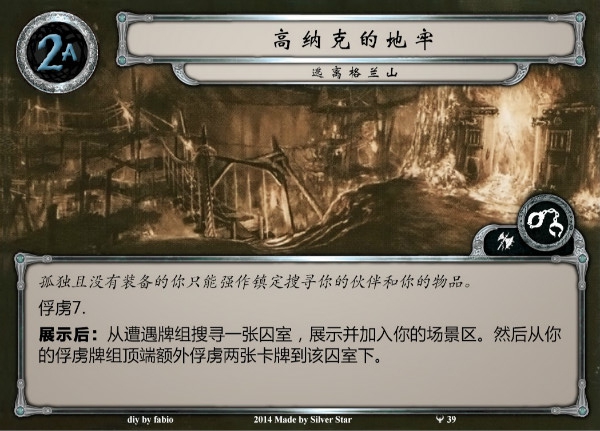 2A
高纳克的地牢
逃离格兰山
孤独且没有装备的你只能强作镇定搜寻你的伙伴和你的物品。
俘虏7.
展示后：从遭遇牌组搜寻一张囚室，展示并加入你的场景区。然后从你
的俘虏牌组顶端额外俘虏两张卡牌到该囚室下。
diy by fabio
2014 Made by Silver Star
39